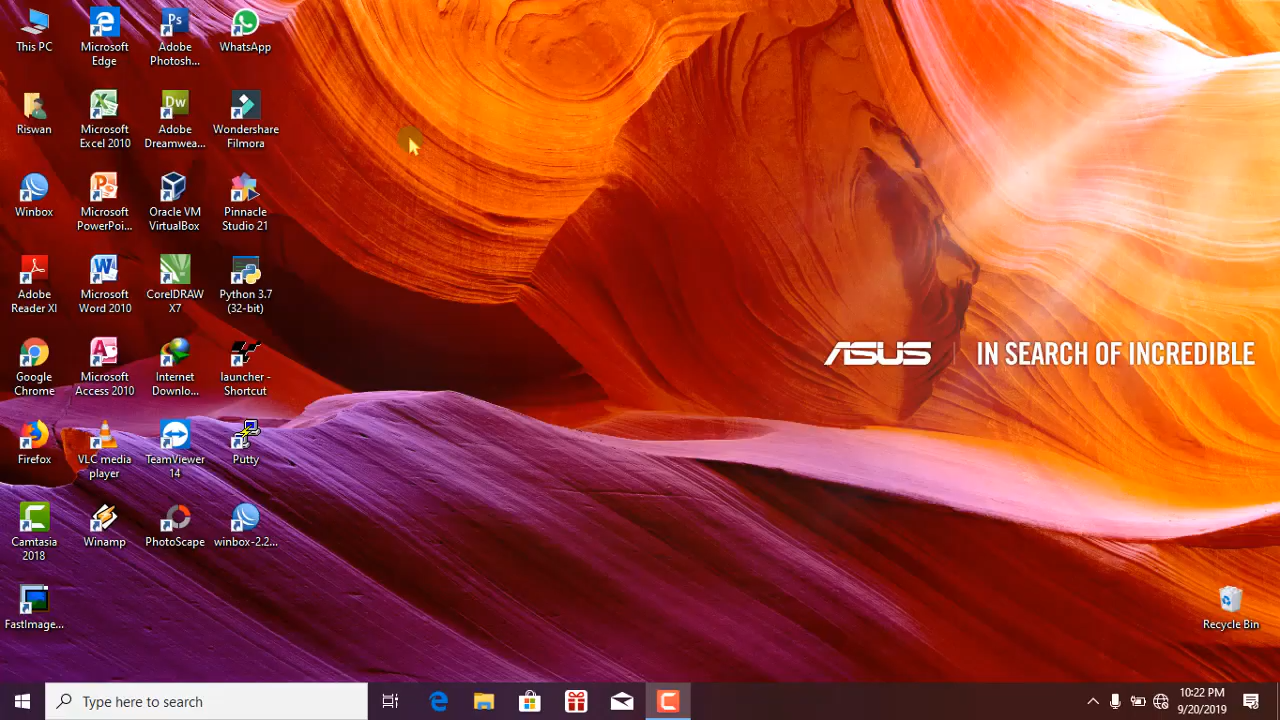 This PC
Microsoft
Edge
Adobe
Photosh...
WhatsApp
Riswan
Microsoft
Excel 2010
Adobe
Dreamwea...
Wondershare
Filmora
Winbox
Microsoft
PowerPoi...
Oracle VM
VirtualBox
Pinnacle
Studio 21
Adobe
Reader XI
Microsoft
Word 2010
CorelDRAW
X7
Python 3.7
(32-bit)
Google
Chrome
Microsoft
Access 2010
Internet
Downlo...
launcher -
Shortcut
Firefox
VLC media
player
TeamViewer
14
Putty
Camtasia
2018
Winamp
PhotoScape
winbox-2.2...
FastImage...
Ps
Dw
ASUS
IN SEARCH OF INCREDIBLE
Recycle Bin
Type here to search
10:22 PM
9/20/2019